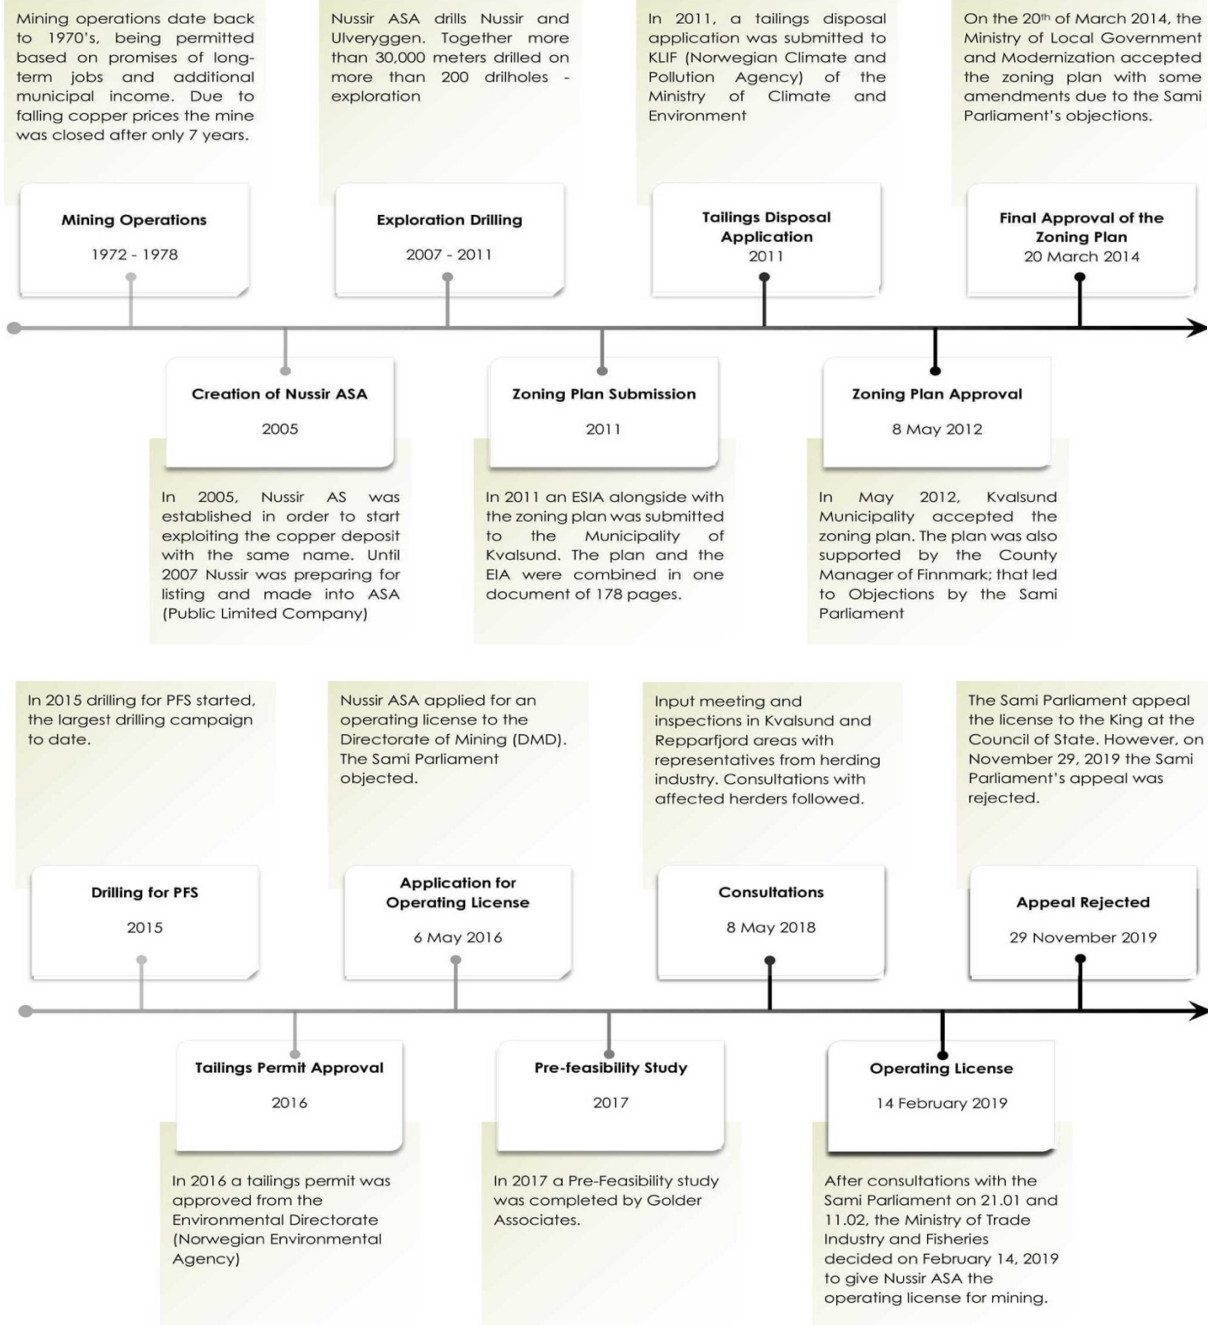 Mining operations date back
to 1970's, being permitted
based on promises of long-
term jobs and additional
municipal income. Due to
falling copper prices the mine
was closed after only 7 years.
Mining Operations
1972 - 1978
Nussir ASA drills Nussir and
Ulveryggen. Together more
than 30,000 meters drilled on
more than 200 drilholes -
exploration
Exploration Drilling
2007 - 2011
In 2011, a tailings disposal
application was submitted to
KLIF (Norwegian Climate and
Pollution Agency) of the
Ministry of Climate and
Environment
Tailings Disposal
Application
2011
On the 20th of March 2014, the
Ministry of Local Government
and Modernization accepted
the zoning plan with some
amendments due to the Sami
Parliament's objections.
Final Approval of the
Zoning Plan
20 March 2014
Creation of Nussir ASA
2005
In 2005, Nussir AS was
established in order to start
exploiting the copper deposit
with the same name. Until
2007 Nussir was preparing for
listing and made into ASA
(Public Limited Company)
Zoning Plan Submission
2011
In 2011 an ESIA alongside with
the zoning plan was submitted
to the Municipality of
Kvalsund. The plan and the
EIA were combined in one
document of 178 pages.
Zoning Plan Approval
8 May 2012
In May 2012, Kvalsund
Municipality accepted the
zoning plan. The plan was also
supported by the County
Manager of Finnmark; that led
to Objections by the Sami
Parliament
In 2015 drilling for PFS started,
the largest drilling campaign
to date.
Drilling for PFS
2015
Nussir ASA applied for an
operating license to the
Directorate of Mining (DMD).
The Sami Parliament
objected.
Application for
Operating License
6 May 2016
Input meeting and
inspections in Kvalsund and
Repparfjord areas with
representatives from herding
industry. Consultations with
affected herders followed.
Consultations
8 May 2018
The Sami Parliament appeal
the license to the King at the
Council of State. However, on
November 29, 2019 the Sami
Parliament's appeal was
rejected.
Appeal Rejected
29 November 2019
Tailings Permit Approval
2016
In 2016 a tailings permit was
approved from the
Environmental Directorate
(Norwegian Environmental
Agency)
Pre-feasibility Study
2017
In 2017 a Pre-Feasibility study
was completed by Golder
Associates.
Operating License
14 February 2019
After consultations with the
Sami Parliament on 21.01 and
11.02, the Ministry of Trade
Industry and Fisheries
decided on February 14, 2019
to give Nussir ASA the
operating license for mining.